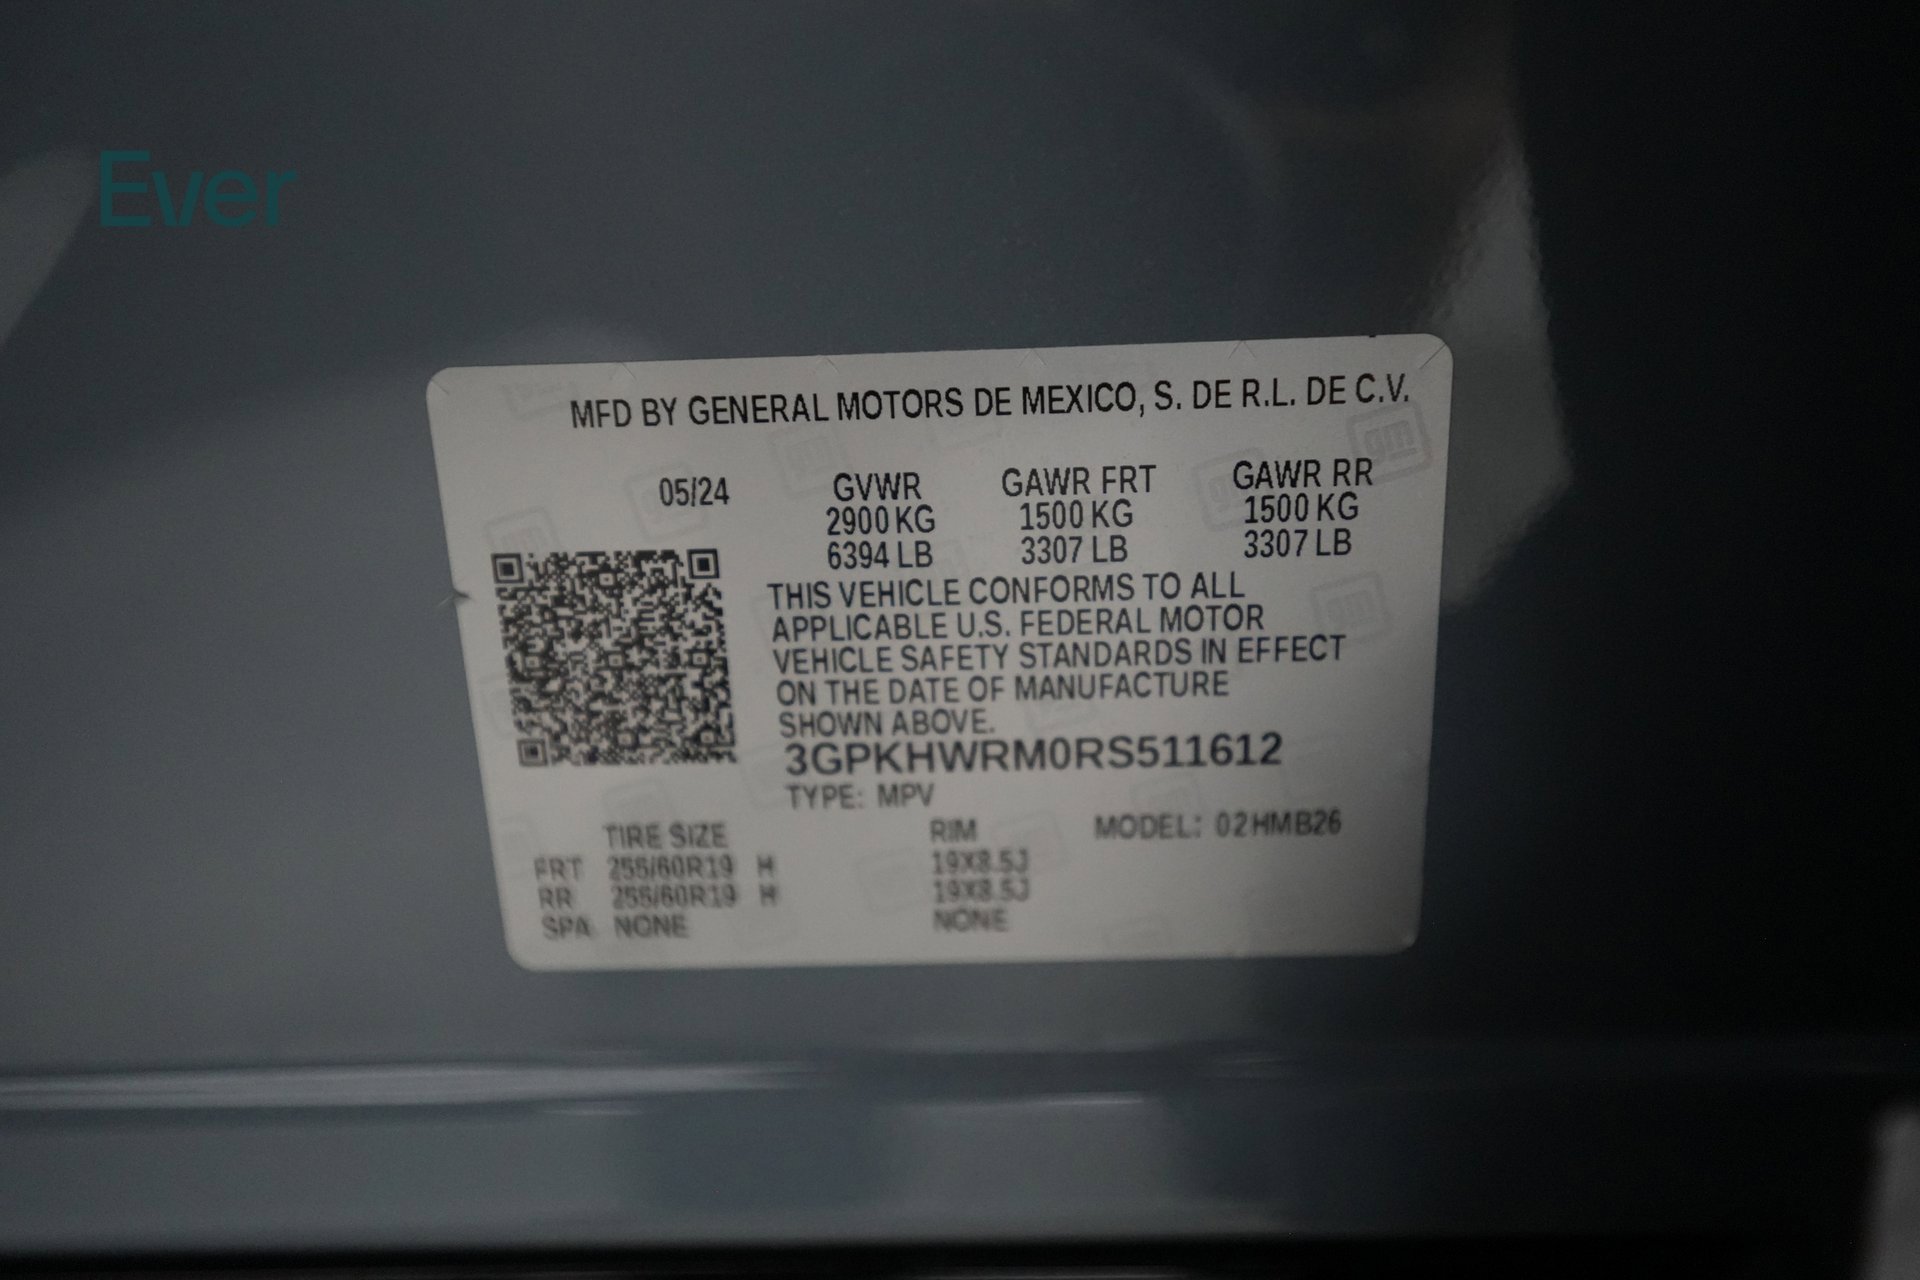 Ever
MFD BY GENERAL MOTORS DE MEXICO, S. DE R.L. DE C.V.
05/24 GVWR GAWR FRT GAWR RR
2900 KG 1500 KG 1500 KG
6394 LB 3307 LB 3307 LB
THIS VEHICLE CONFORMS TO ALL
APPLICABLE U.S. FEDERAL MOTOR
VEHICLE SAFETY STANDARDS IN EFFECT
ON THE DATE OF MANUFACTURE
SHOWN ABOVE.
3GPKHWRM0RS511612
TYPE: MPV
TIRE SIZE RIM MODEL: 02HMB26
FRT 255/60R19 H 19X8.5J
RR 255/60R19 H 19X8.5J
SPA NONE NONE